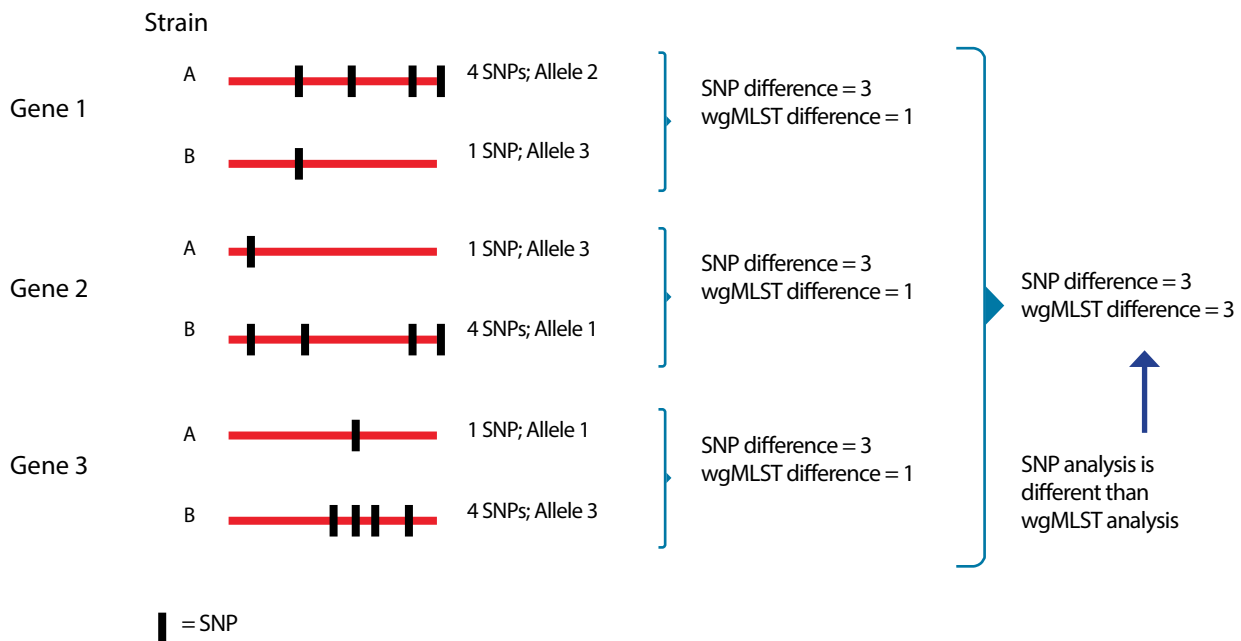 Strain
Gene 1
A
4 SNPs; Allele 2
B
1 SNP; Allele 3
SNP difference = 3
wgMLST difference = 1
Gene 2
A
1 SNP; Allele 3
B
4 SNPs; Allele 1
SNP difference = 3
wgMLST difference = 1
Gene 3
A
1 SNP; Allele 1
B
4 SNPs; Allele 3
SNP difference = 3
wgMLST difference = 1
SNP difference = 3
wgMLST difference = 3
SNP analysis is
different than
wgMLST analysis
= SNP